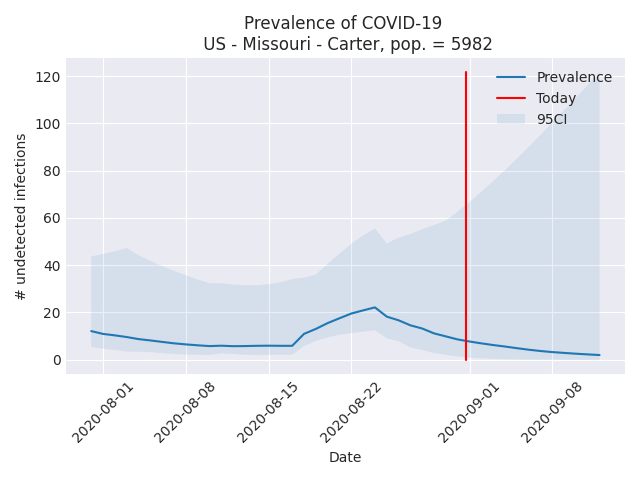 Prevalence of COVID-19
US - Missouri - Carter, pop. = 5982
# undetected infections
120
100
80
60
40
20
0
Prevalence
Today
95CI
2020-08-01
2020-08-08
2020-08-15
2020-08-22
2020-09-01
2020-09-08
Date